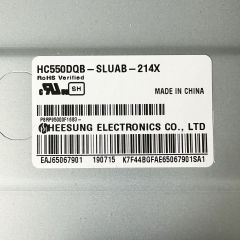 HC550DQB-SLUAB-214X
RoHS Verified
SH
MADE IN CHINA
HEESUNG ELECTRONICS CO., LTD
EAJ65067901 190715 K7F44BGFAE65067901SA1